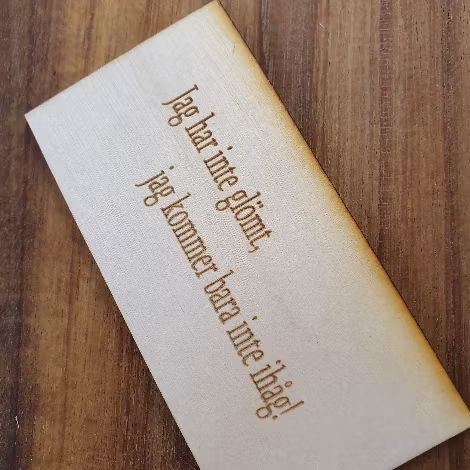 Jag har inte glömt,
jag kommer bara inte ihåg!